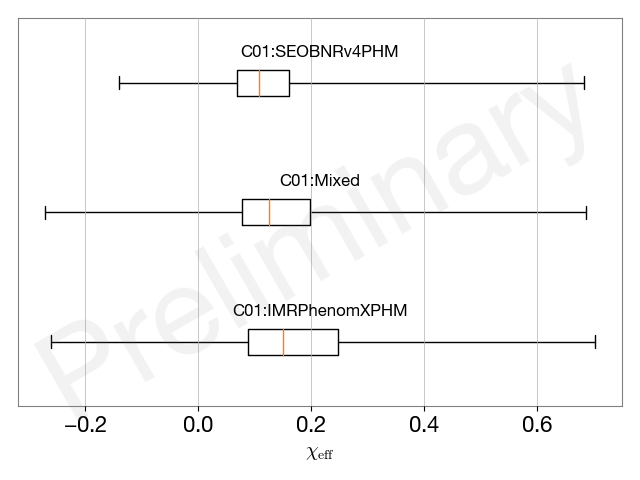 C01:SEOBNRv4PHM
C01:Mixed
C01:IMRPhenomXPHM
Preliminary
−0.2 0.0 0.2 0.4 0.6
χeff